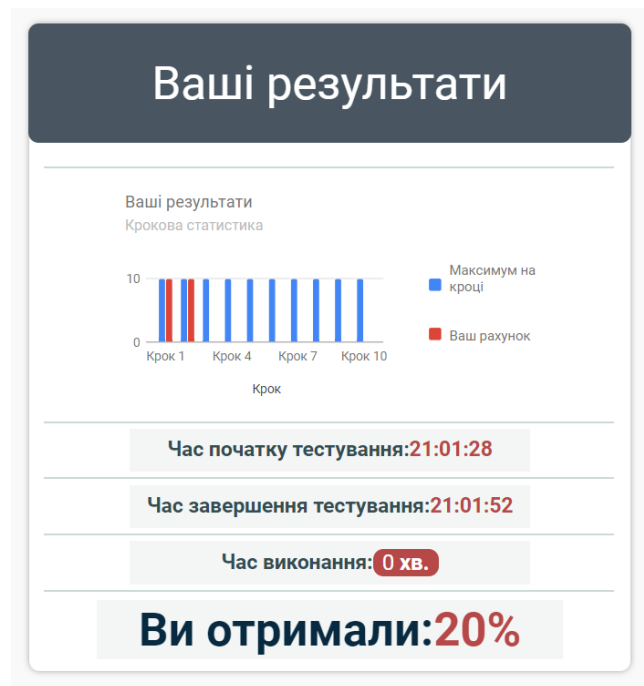 Ваші результати
Ваші результати
Крокова статистика
10
0
Крок 1 Крок 4 Крок 7 Крок 10
Крок
Максимум на
кроці
Ваш рахунок
Час початку тестування:21:01:28
Час завершення тестування:21:01:52
Час виконання:0 хв.
Ви отримали:20%